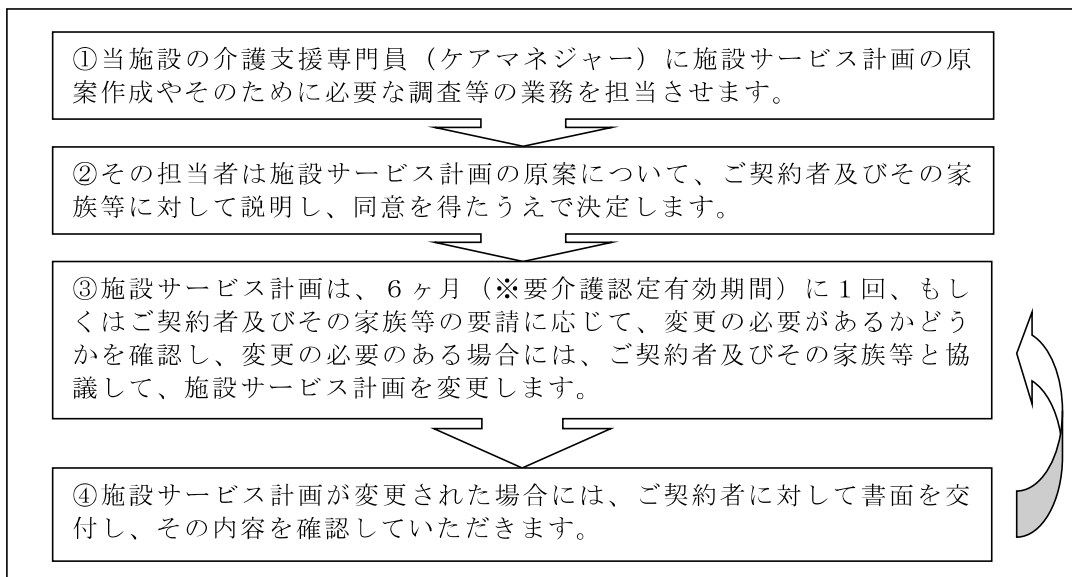 ①当施設の介護支援専門員（ケアマネジャー）に施設サービス計画の原
案作成やそのために必要な調査等の業務を担当させます。
②その担当者は施設サービス計画の原案について、ご契約者及びその家
族等に対して説明し、同意を得たうえで決定します。
③施設サービス計画は、６ヶ月（※要介護認定有効期間）に１回、もし
くはご契約者及びその家族等の要請に応じて、変更の必要があるかどう
かを確認し、変更の必要のある場合には、ご契約者及びその家族等と協
議して、施設サービス計画を変更します。
④施設サービス計画が変更された場合には、ご契約者に対して書面を交
付し、その内容を確認していただきます。